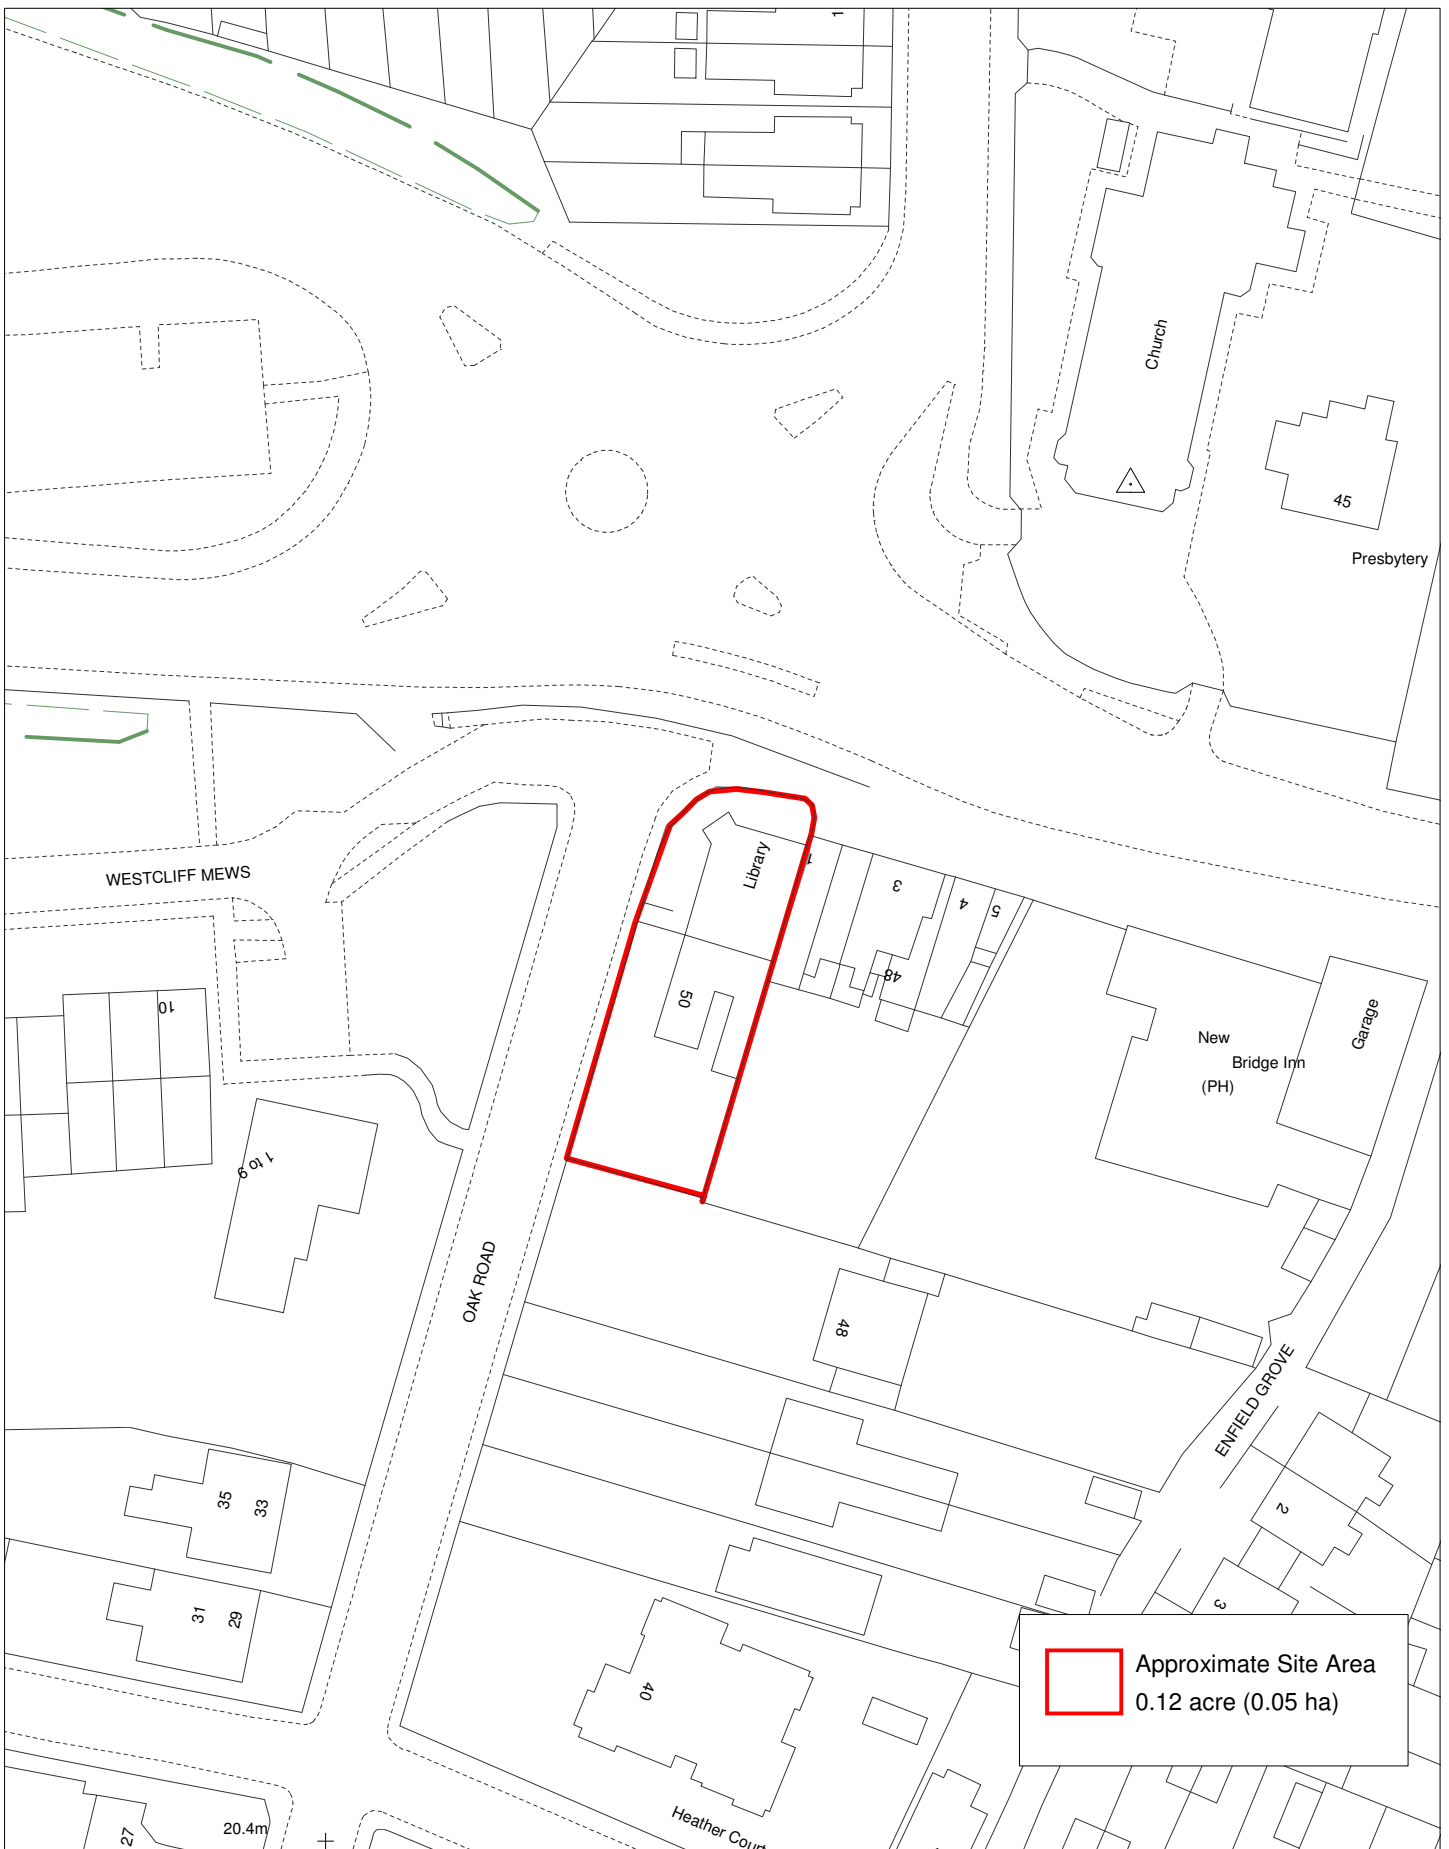 1
Church
45
Presbytery
Library
WESTCLIFF MEWS
1
3
4
5
48
50
10
New
Bridge Inn
(PH)
Garage
1 to 9
OAK ROAD
48
ENFIELD GROVE
35
33
2
31
29
3
40
Approximate Site Area
0.12 acre (0.05 ha)
Heather Court
27
20.4m